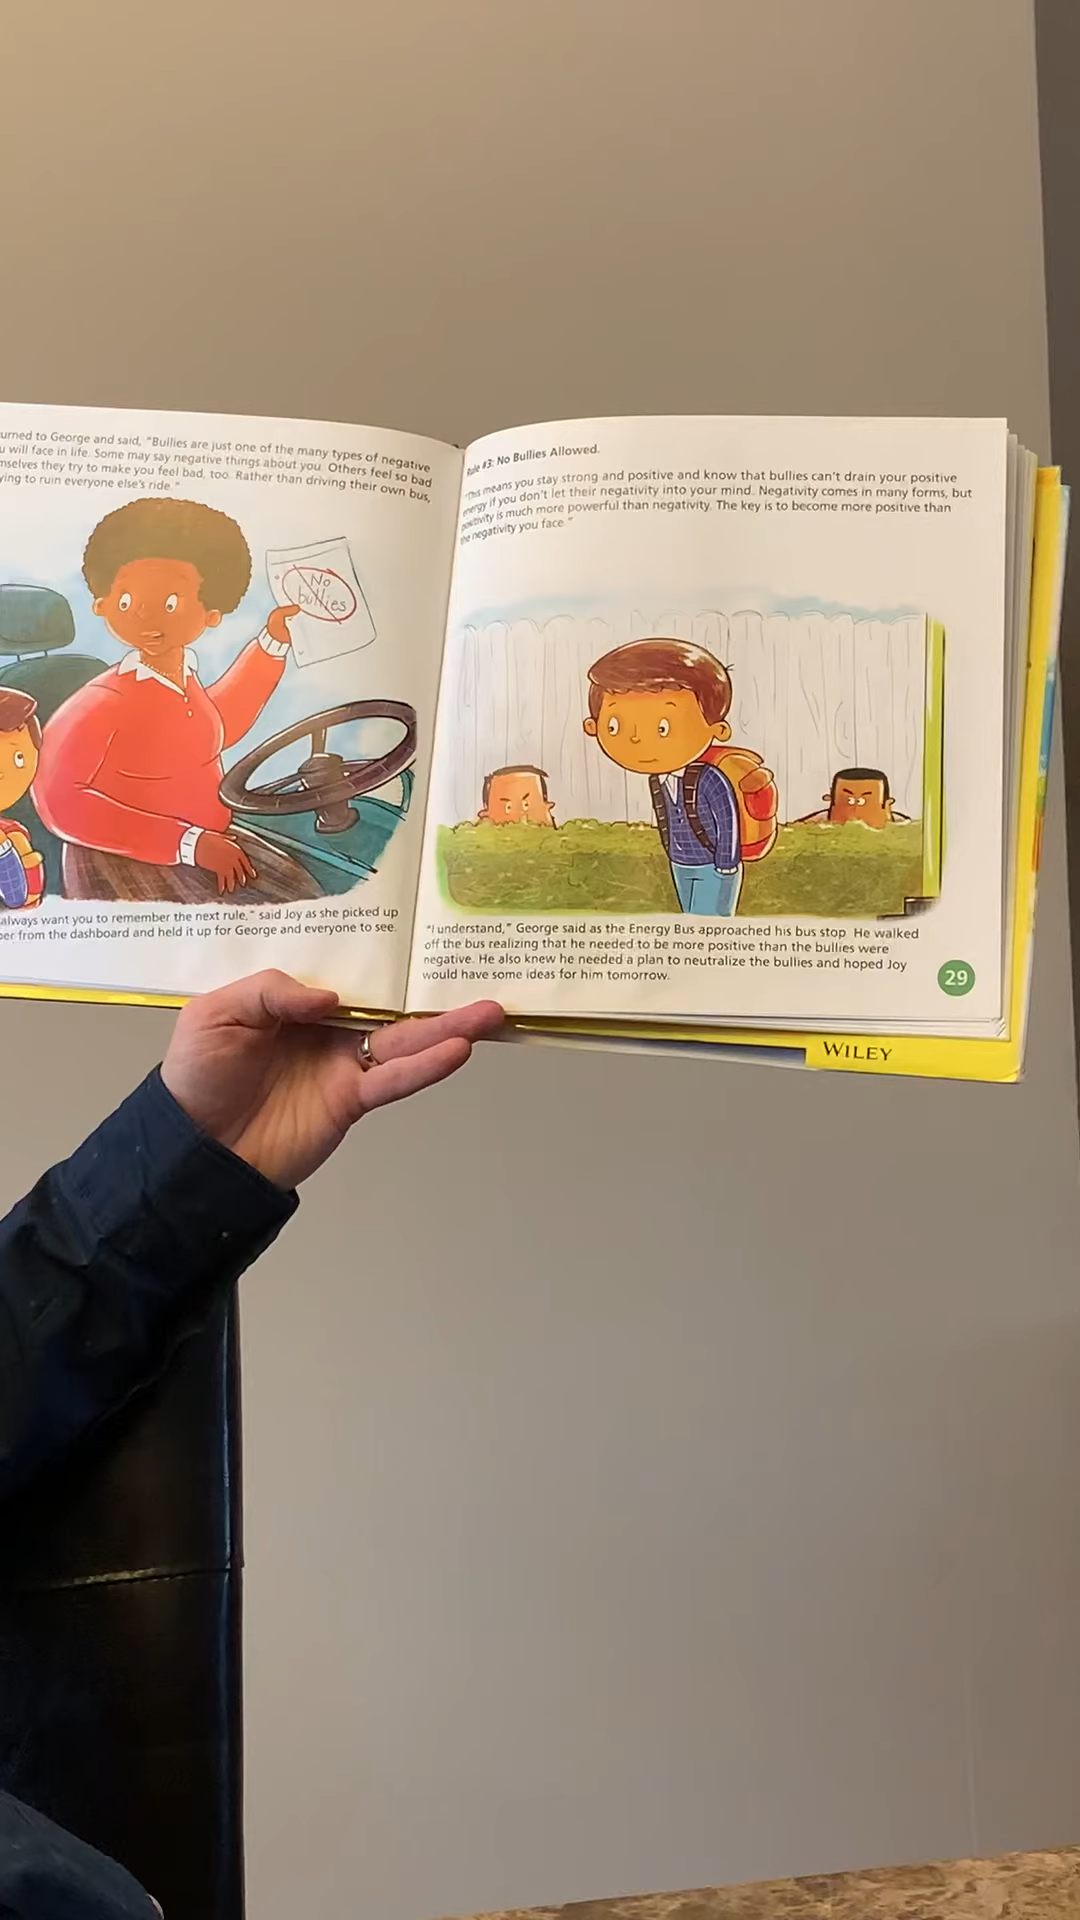 urned to George and said, "Bullies are just one of the many types of negative
u will face in life. Some may say negative things about you. Others feel so bad
mselves they try to make you feel bad, too. Rather than driving their own bus,
ying to ruin everyone else's ride."
No
bullies
always want you to remember the next rule," said Joy as she picked up
per from the dashboard and held it up for George and everyone to see.
Rule #3: No Bullies Allowed.
"This means you stay strong and positive and know that bullies can't drain your positive
energy if you don't let their negativity into your mind. Negativity comes in many forms, but
positivity is much more powerful than negativity. The key is to become more positive than
the negativity you face."
"I understand," George said as the Energy Bus approached his bus stop. He walked
off the bus realizing that he needed to be more positive than the bullies were
negative. He also knew he needed a plan to neutralize the bullies and hoped Joy
would have some ideas for him tomorrow.
29
WILEY